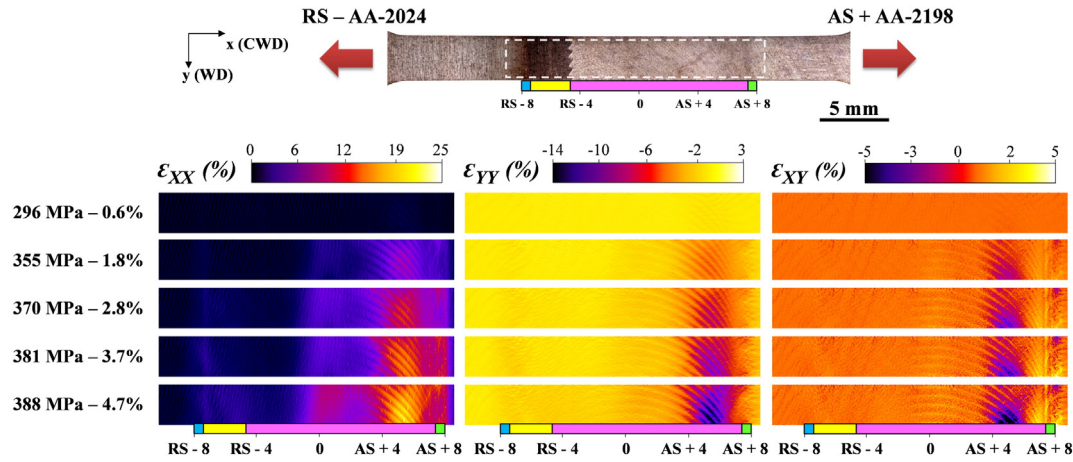 RS – AA-2024
AS + AA-2198
x (CWD)
y (WD)
RS - 8 RS - 4 0 AS + 4 AS + 8
5 mm
0 6 12 19 25
-14 -10 -6 -2 3
-5 -3 0 2 5
εXX (%)
εYY (%)
εXY (%)
296 MPa – 0.6%
355 MPa – 1.8%
370 MPa – 2.8%
381 MPa – 3.7%
388 MPa – 4.7%
RS - 8 RS - 4 0 AS + 4 AS + 8
RS - 8 RS - 4 0 AS + 4 AS + 8
RS - 8 RS - 4 0 AS + 4 AS + 8